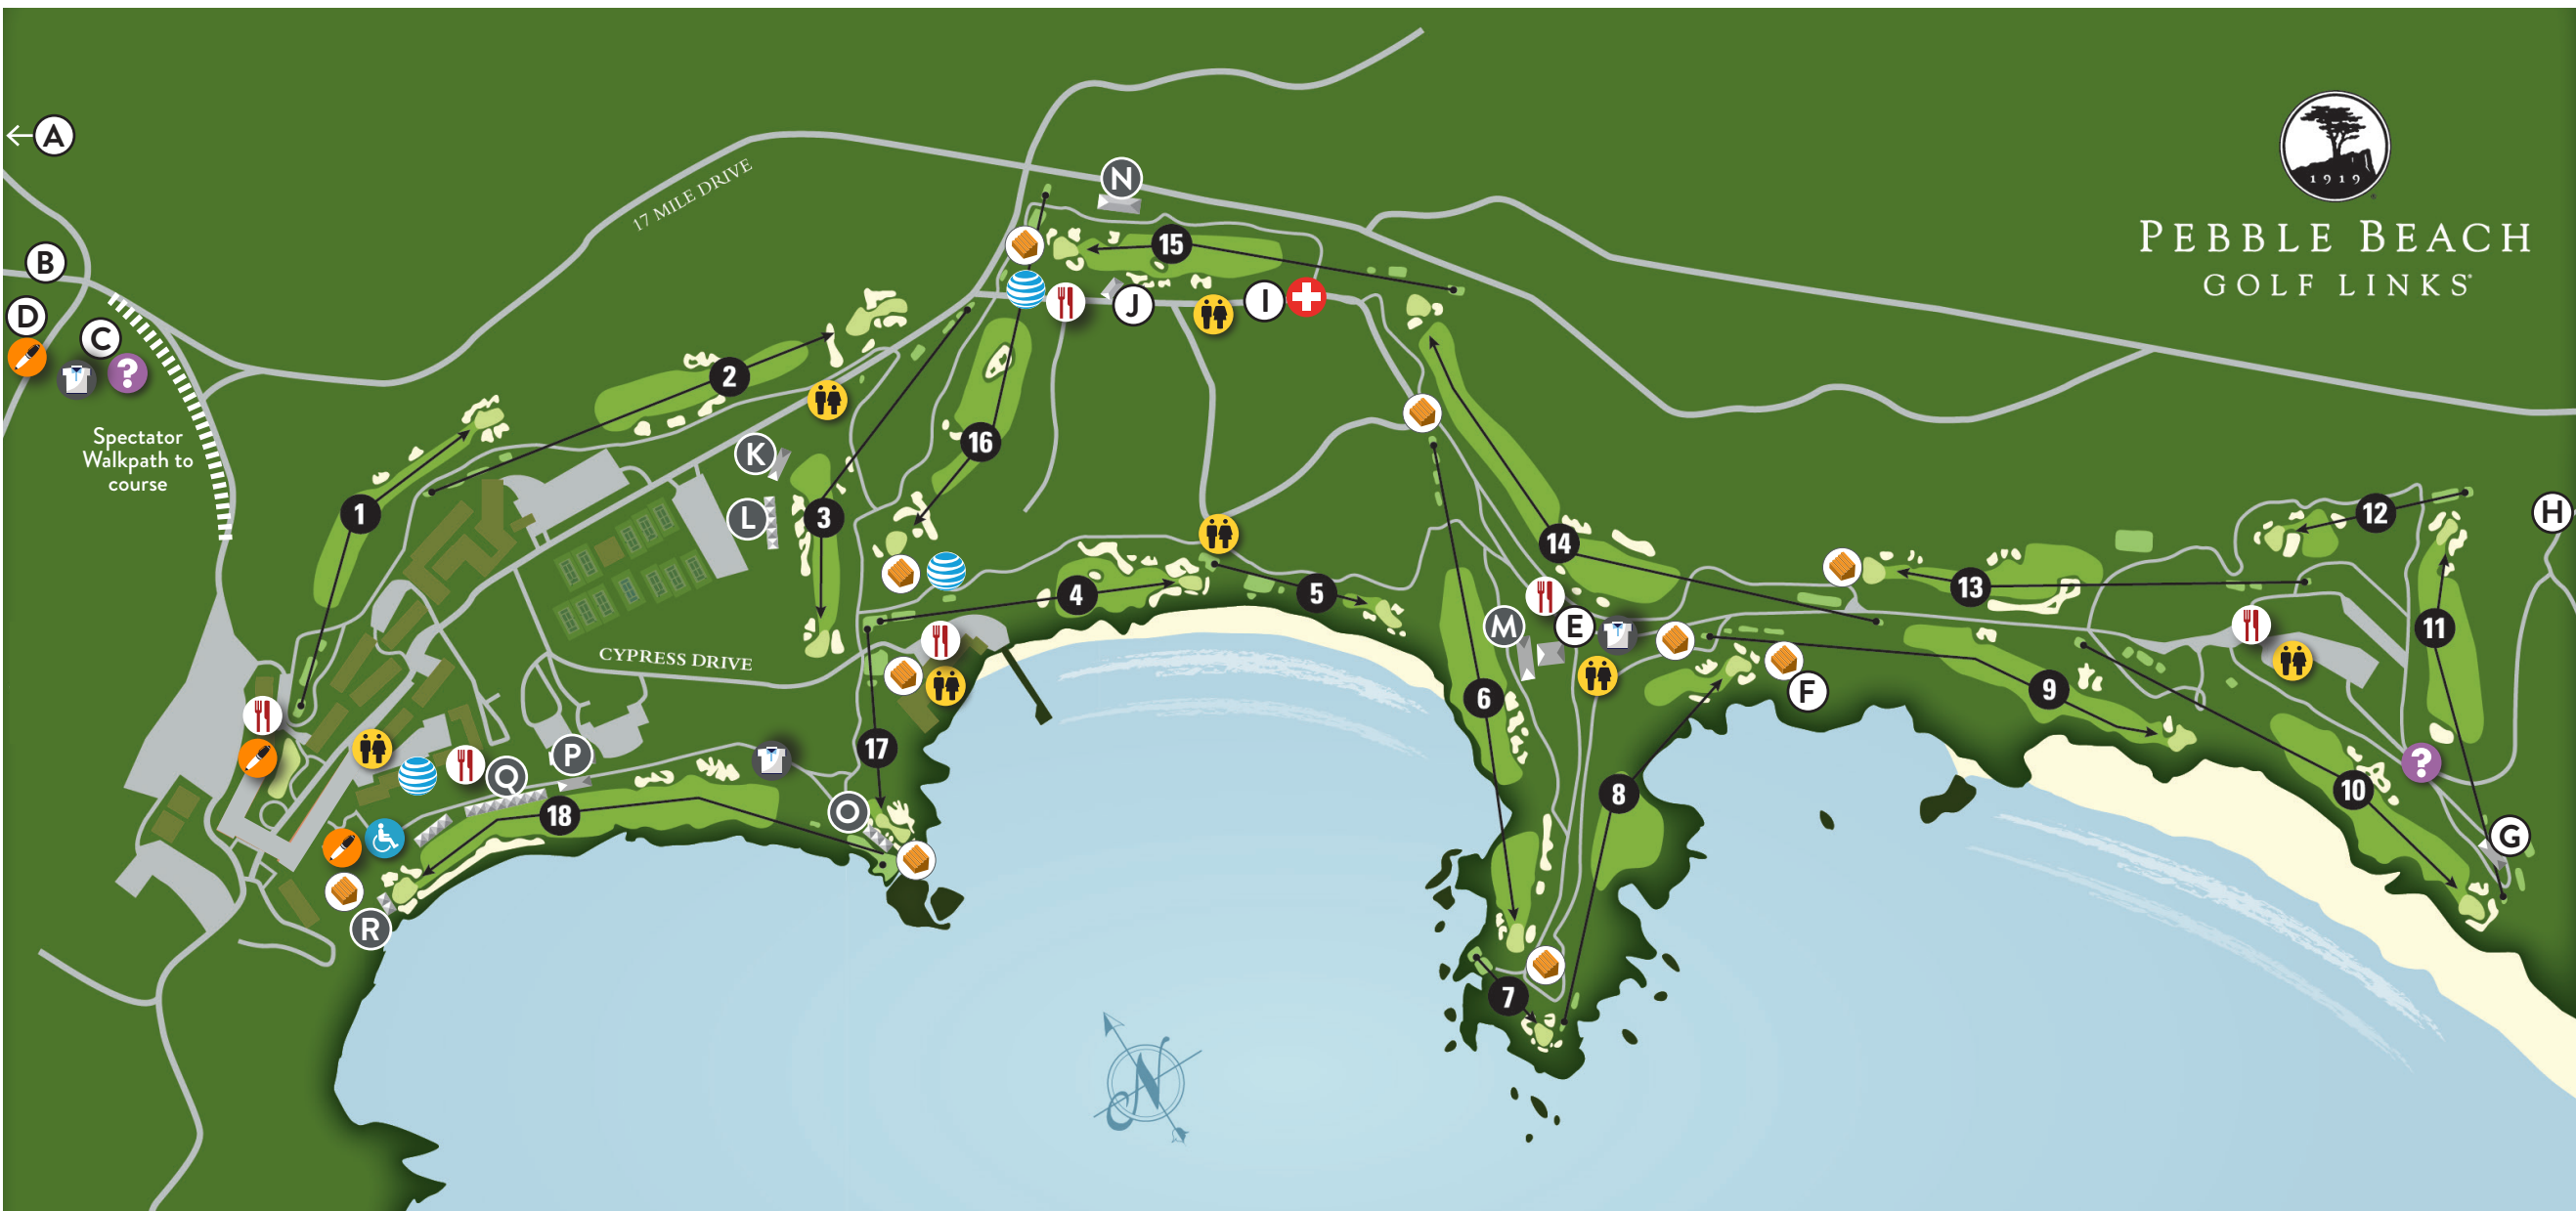 A
1919
PEBBLE BEACH
GOLF LINKS®
N
17 MILE DRIVE
B
15
D
C
?
J
I
2
Spectator
Walkpath to
course
16
K
1
L
3
14
12
H
4
5
13
M
E
11
CYPRESS DRIVE
6
F
9
17
P
Q
?
8
10
18
O
G
R
7
N